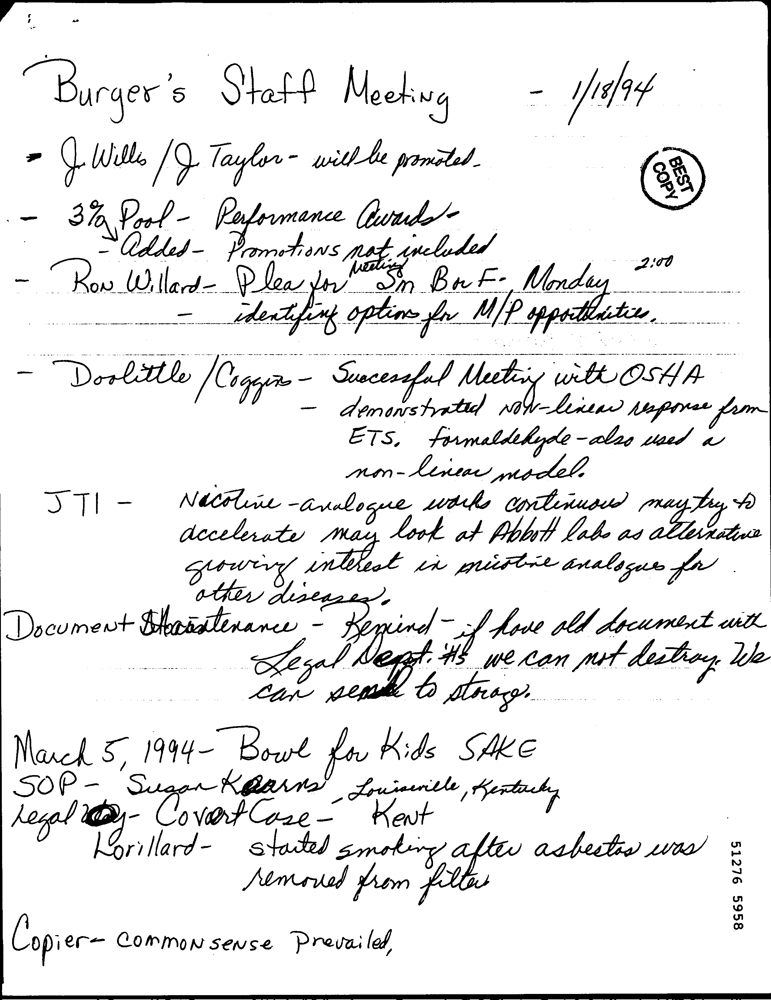 Burger's Staff Meeting - 1/18/94
- J. Wills / J. Taylor - will be promoted -
BEST COPY
- 3% Pool - Performance Awards -
- added - Promotions not included
- Ron Willard - Plea for Meeting in B or F - Monday 2:00
- identifying options for M/P opportunities.
- Doolittle / Coggins - Successful Meeting with OSHA
- demonstrated non-linear response from
ETS. Formaldehyde - also used a
non-linear model.
JTI - Nicotine - analogue works continuous may try to
accelerate may look at Abbott labs as alternative
growing interest in nicotine analogues for
other diseases.
Document Maintenance - Remind - if have old document with
Legal Dept. #s we can not destroy. We
can send to storage.
March 5, 1994 - Bowl for Kids SAKE
SOP - Susan Kearns - Louisville, Kentucky
Legal - Covert Case - Kent
Lorillard - started smoking after asbestos was
removed from filter
Copier - common sense Prevailed,
51276 5958